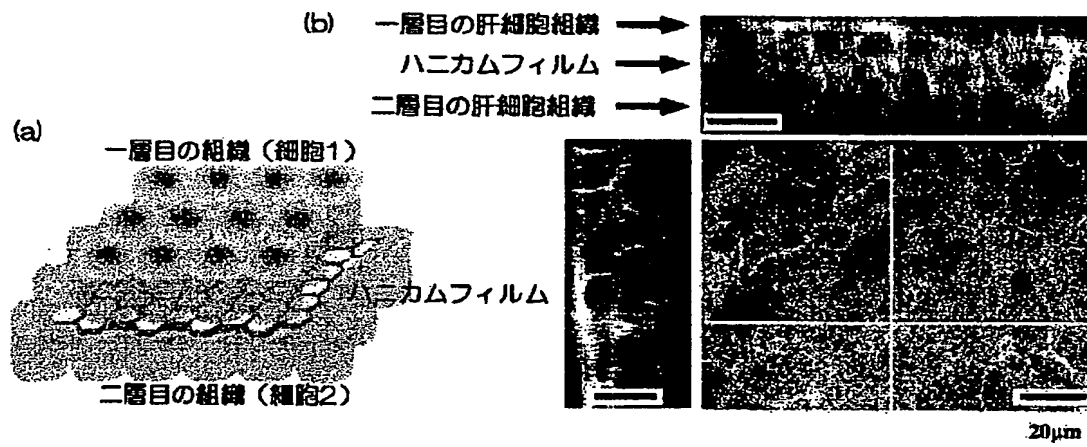 (b)
一層目の肝細胞組織
ハニカムフィルム
二層目の肝細胞組織
(a)
一層目の組織（細胞1）
ハニカムフィルム
二層目の組織（細胞2）
20μm